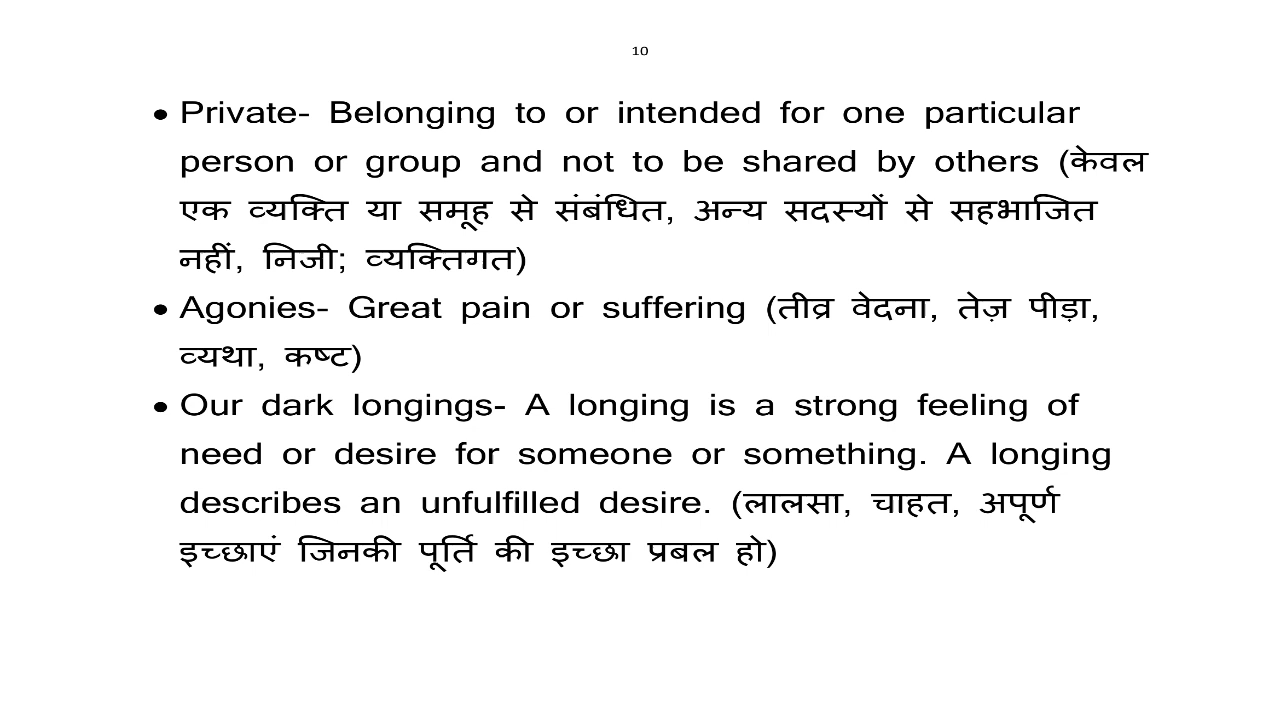 10
• Private- Belonging to or intended for one particular
person or group and not to be shared by others (केवल
एक व्यक्ति या समूह से संबंधित, अन्य सदस्यों से सहभाजित
नहीं, निजी; व्यक्तिगत)
• Agonies- Great pain or suffering (तीव्र वेदना, तेज़ पीड़ा,
व्यथा, कष्ट)
• Our dark longings- A longing is a strong feeling of
need or desire for someone or something. A longing
describes an unfulfilled desire. (लालसा, चाहत, अपूर्ण
इच्छाएं जिनकी पूर्ति की इच्छा प्रबल हो)